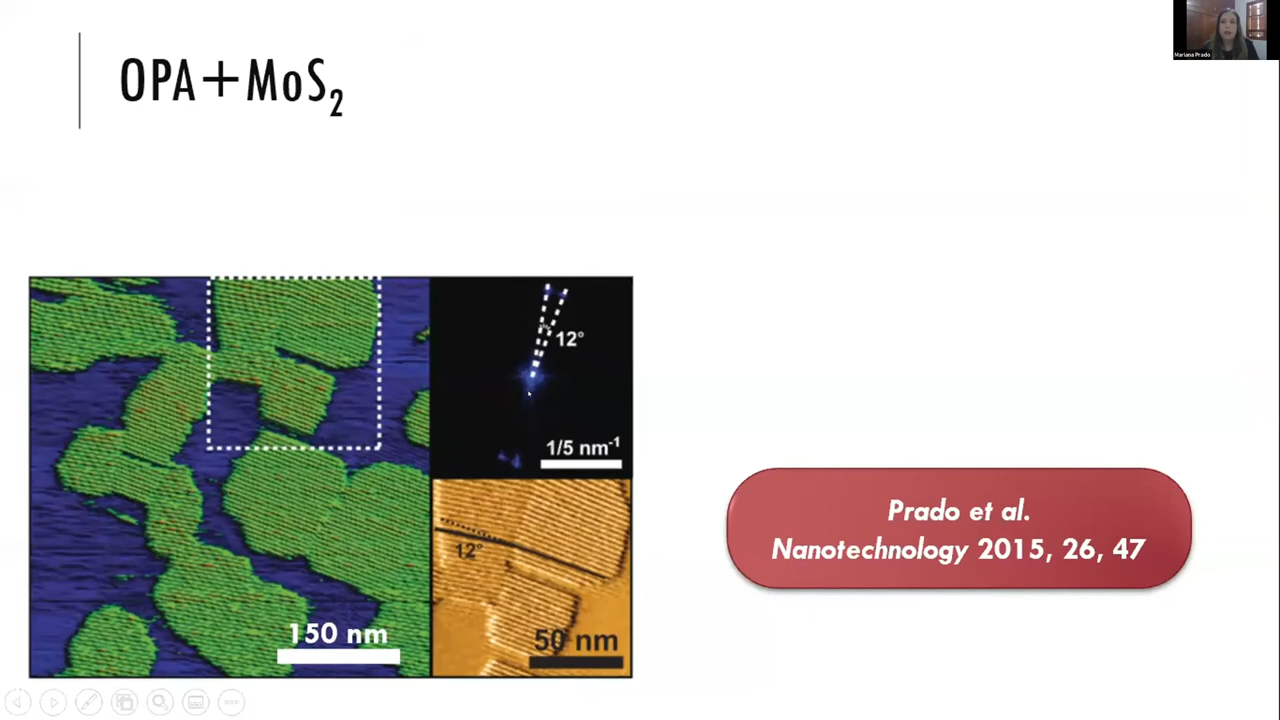 OPA+MoS₂
Mariana Prado
12°
1/5 nm⁻¹
12°
150 nm
50 nm
Prado et al.
Nanotechnology 2015, 26, 47